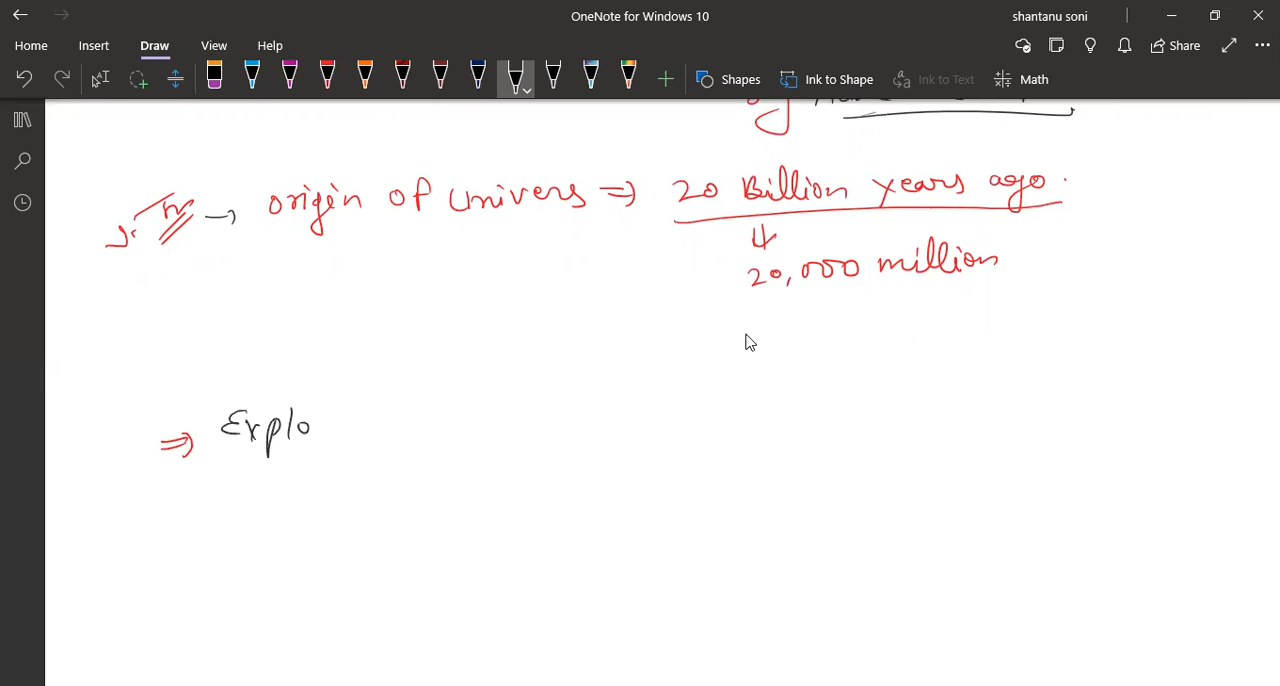 OneNote for Windows 10
shantanu soni
Home Insert Draw View Help
Share
Shapes Ink to Shape Ink to Text Math
→ origin of Univers ⇒ 20 Billion years ago.
20,000 million
⇒ Explo